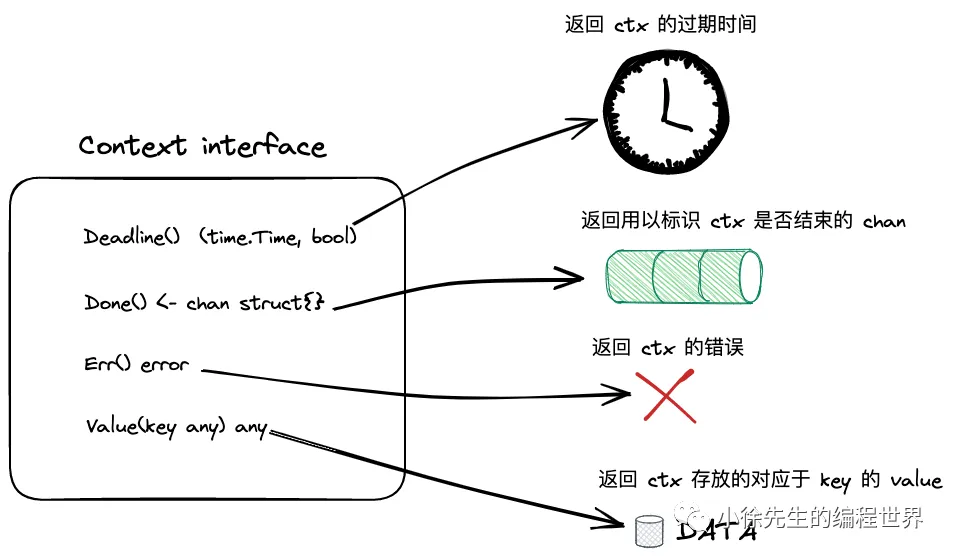 返回 ctx 的过期时间
Context interface
Deadline() (time.Time, bool)
返回用以标识 ctx 是否结束的 chan
Done() <- chan struct{}
返回 ctx 的错误
Err() error
Value(key any) any
返回 ctx 存放的对应于 key 的 value
DATA
小徐先生的编程世界